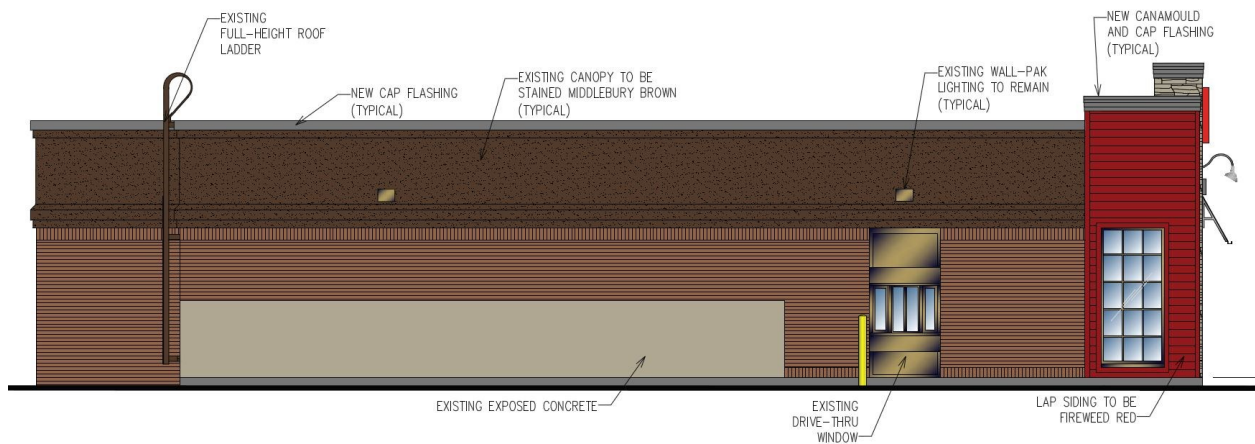 EXISTING
FULL-HEIGHT ROOF
LADDER
NEW CAP FLASHING
(TYPICAL)
EXISTING CANOPY TO BE
STAINED MIDDLEBURY BROWN
(TYPICAL)
EXISTING WALL-PAK
LIGHTING TO REMAIN
(TYPICAL)
NEW CANAMOULD
AND CAP FLASHING
(TYPICAL)
EXISTING EXPOSED CONCRETE
EXISTING
DRIVE-THRU
WINDOW
LAP SIDING TO BE
FIREWEED RED